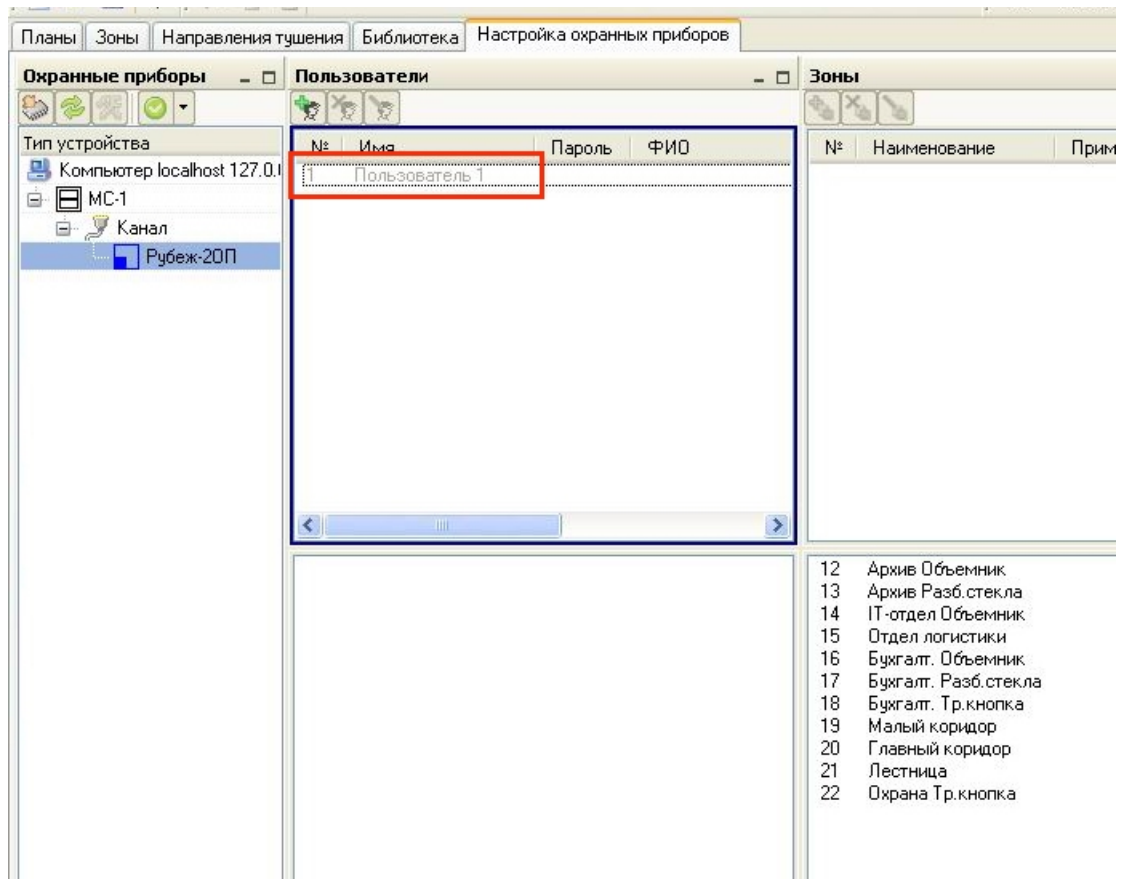 Планы Зоны Направления тушения Библиотека Настройка охранных приборов
Охранные приборы
Тип устройства
Компьютер localhost 127.0.
МС-1
Канал
Рубеж-2ОП
Пользователи
№ Имя Пароль ФИО
1 Пользователь 1
Зоны
№ Наименование Прим
12 Архив Объемник
13 Архив Разб.стекла
14 IT-отдел Объемник
15 Отдел логистики
16 Бухгалт. Объемник
17 Бухгалт. Разб.стекла
18 Бухгалт. Тр.кнопка
19 Малый коридор
20 Главный коридор
21 Лестница
22 Охрана Тр.кнопка